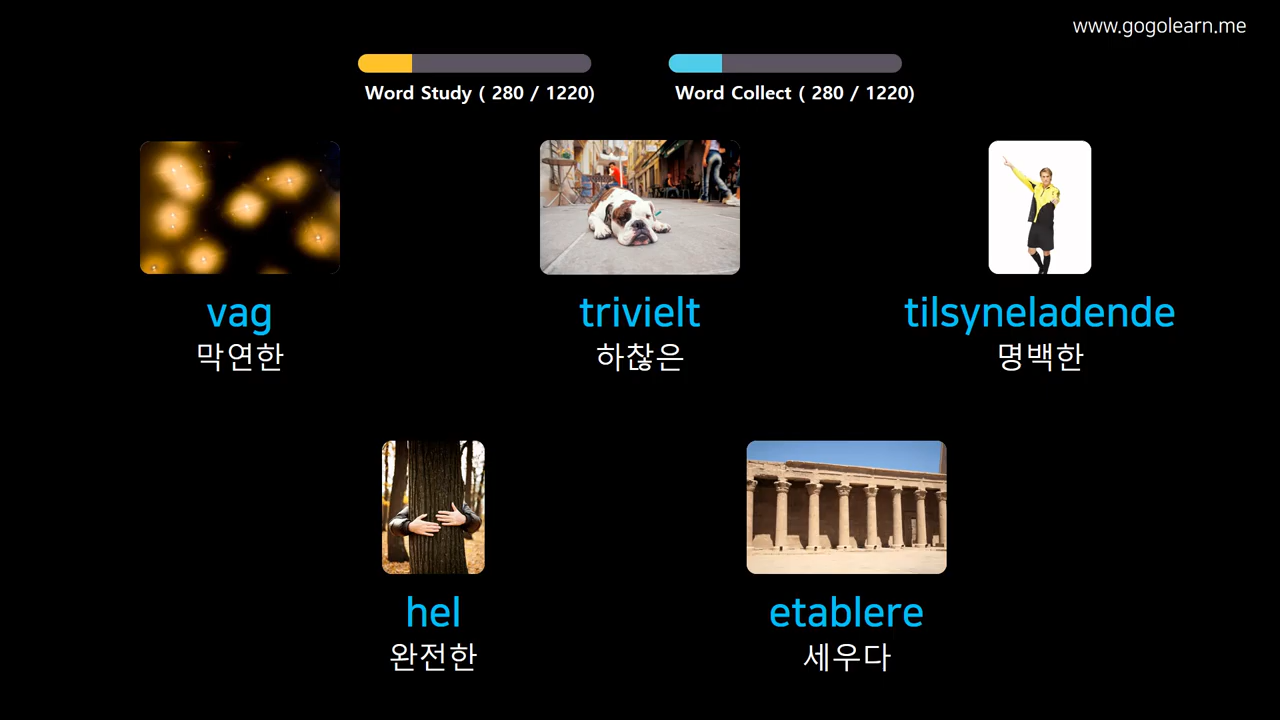 www.gogolearn.me
Word Study ( 280 / 1220)
Word Collect ( 280 / 1220)
vag
막연한
trivielt
하찮은
tilsyneladende
명백한
hel
완전한
etablere
세우다